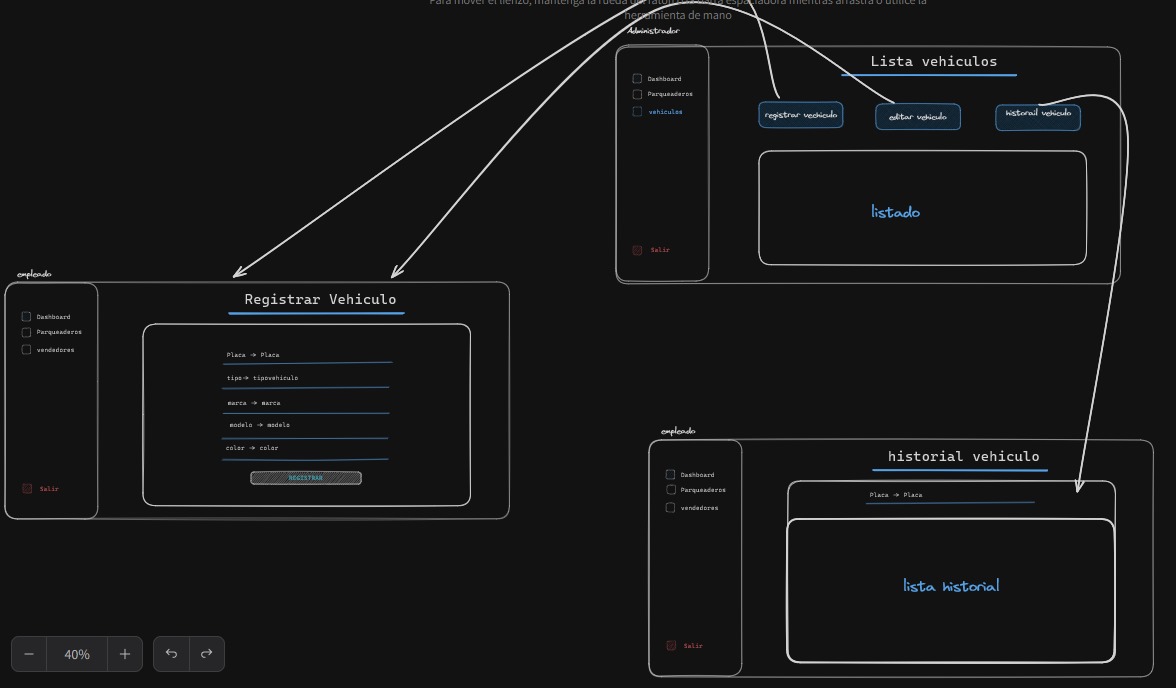 Para mover el lienzo, mantenga la rueda del ratón o la barra espaciadora mientras arrastra o utilice la
herramienta de mano
Administrador
Lista vehiculos
Dashboard
Parqueaderos
vehiculos
registrar vechiculo
editar vehiculo
historail vehiculo
listado
Salir
empleado
Registrar Vehiculo
Dashboard
Parqueaderos
vendedores
Placa -> Placa
tipo-> tipovehiculo
marca -> marca
modelo -> modelo
color -> color
REGISTRAR
Salir
empleado
historial vehiculo
Dashboard
Parqueaderos
vendedores
Placa -> Placa
lista historial
Salir
40%